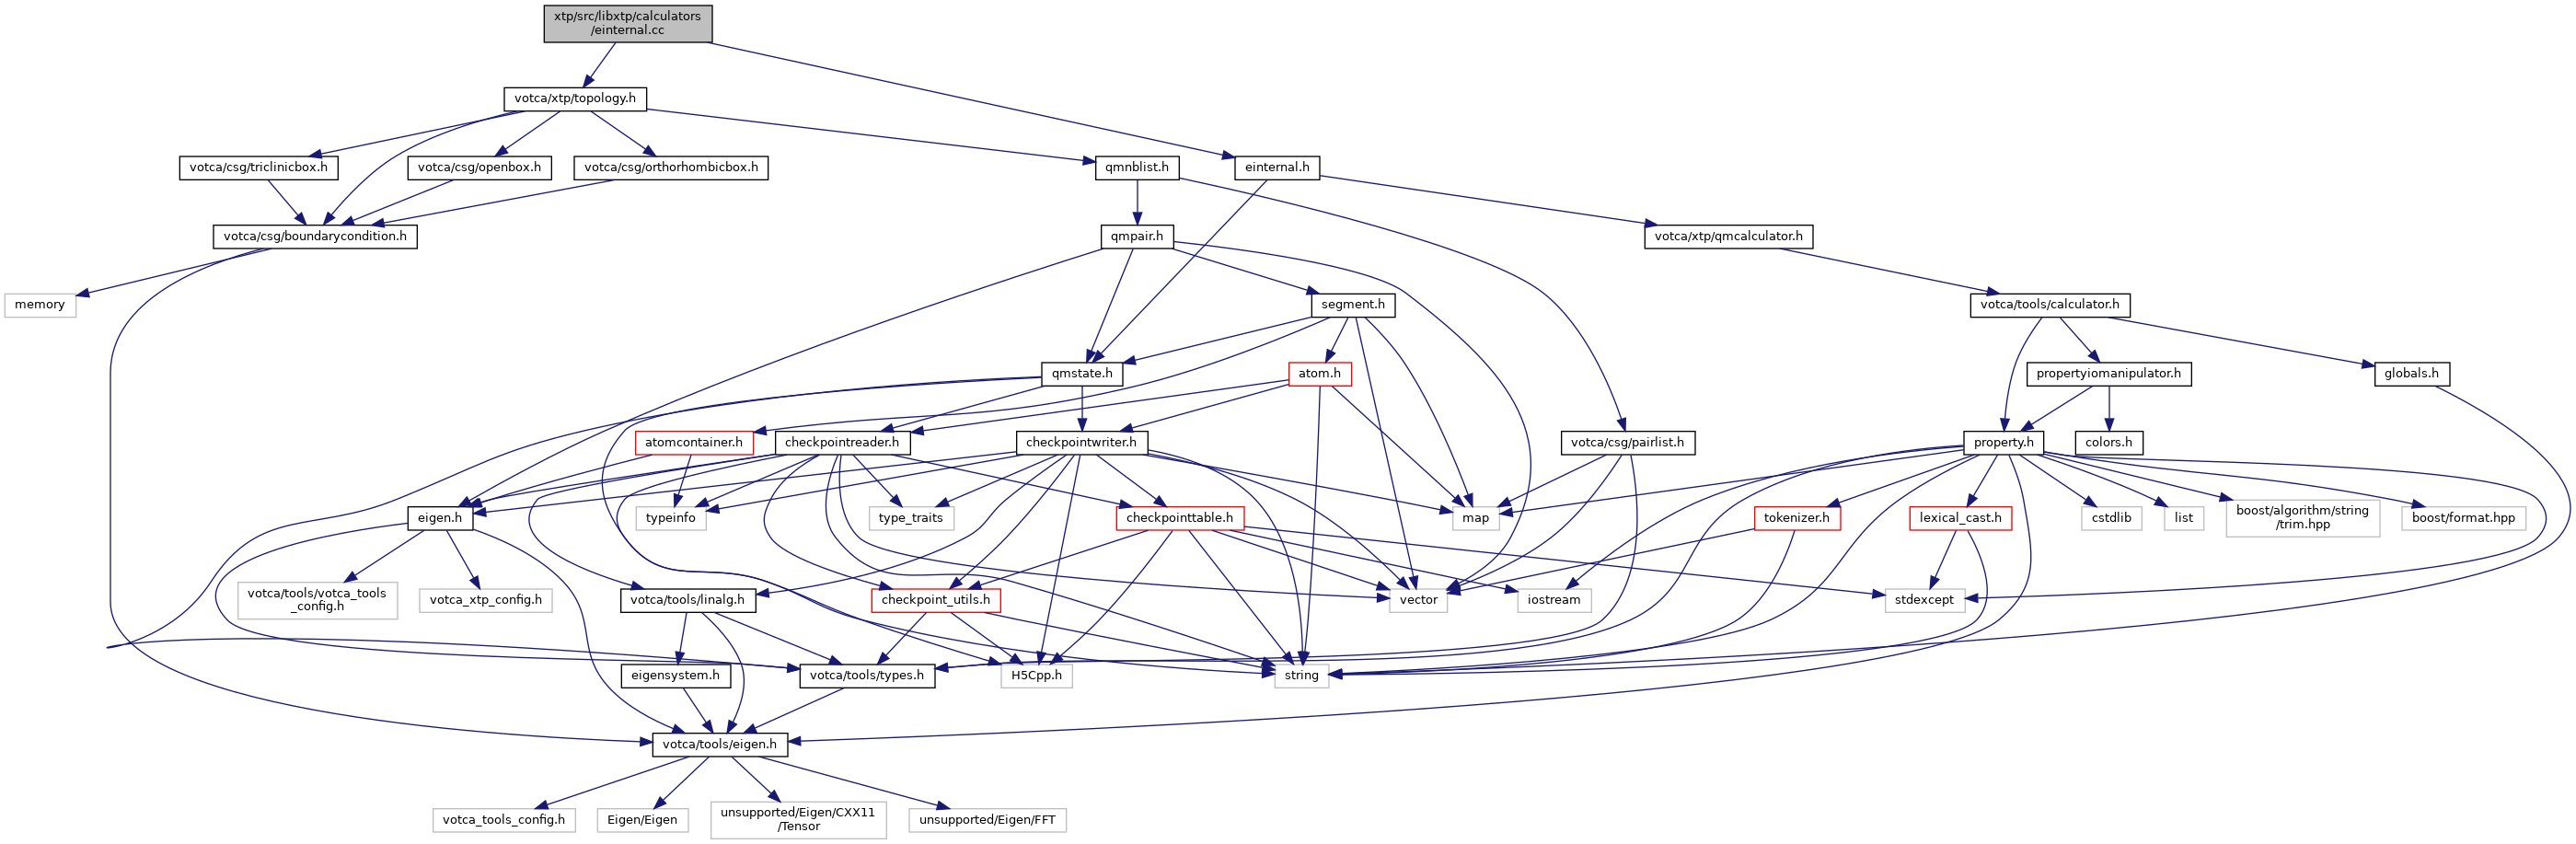 xtp/src/libxtp/calculators
/einternal.cc
votca/xtp/topology.h
votca/csg/triclinicbox.h
votca/csg/openbox.h
votca/csg/orthorhombicbox.h
qmnblist.h
einternal.h
votca/csg/boundarycondition.h
qmpair.h
votca/xtp/qmcalculator.h
memory
segment.h
votca/tools/calculator.h
qmstate.h
atom.h
propertyiomanipulator.h
globals.h
atomcontainer.h
checkpointreader.h
checkpointwriter.h
votca/csg/pairlist.h
property.h
colors.h
eigen.h
typeinfo
type_traits
checkpointtable.h
map
tokenizer.h
lexical_cast.h
cstdlib
list
boost/algorithm/string
/trim.hpp
boost/format.hpp
votca/tools/votca_tools
_config.h
votca_xtp_config.h
votca/tools/linalg.h
checkpoint_utils.h
vector
iostream
stdexcept
eigensystem.h
votca/tools/types.h
H5Cpp.h
string
votca/tools/eigen.h
votca_tools_config.h
Eigen/Eigen
unsupported/Eigen/CXX11
/Tensor
unsupported/Eigen/FFT